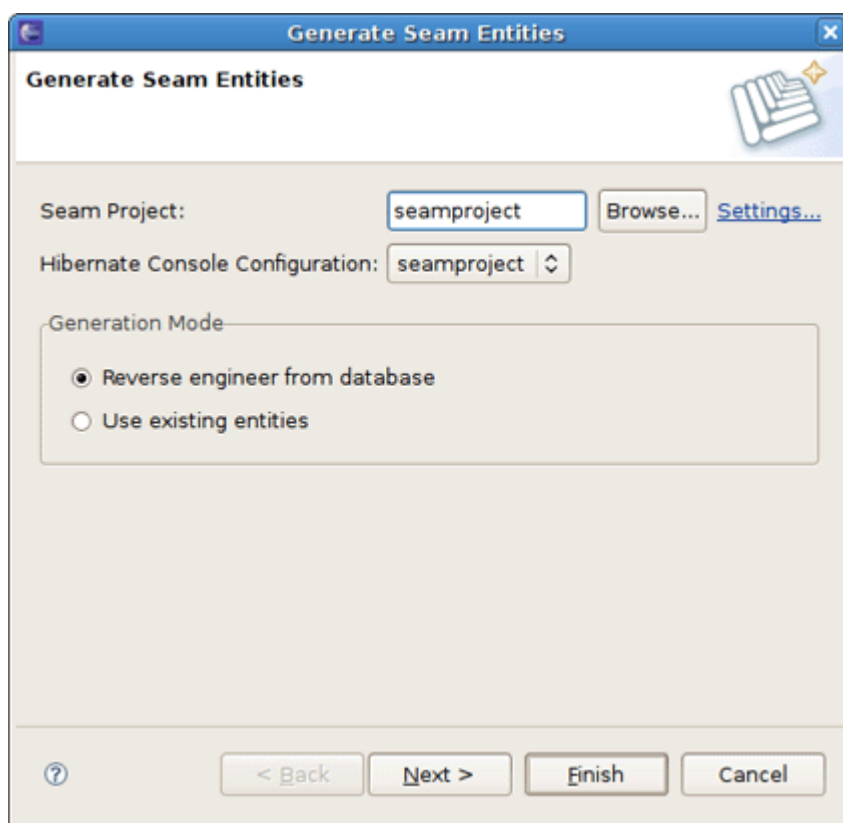 Generate Seam Entities
Generate Seam Entities
Seam Project: seamproject Browse... Settings...
Hibernate Console Configuration: seamproject
Generation Mode
Reverse engineer from database
Use existing entities
? < Back Next > Finish Cancel